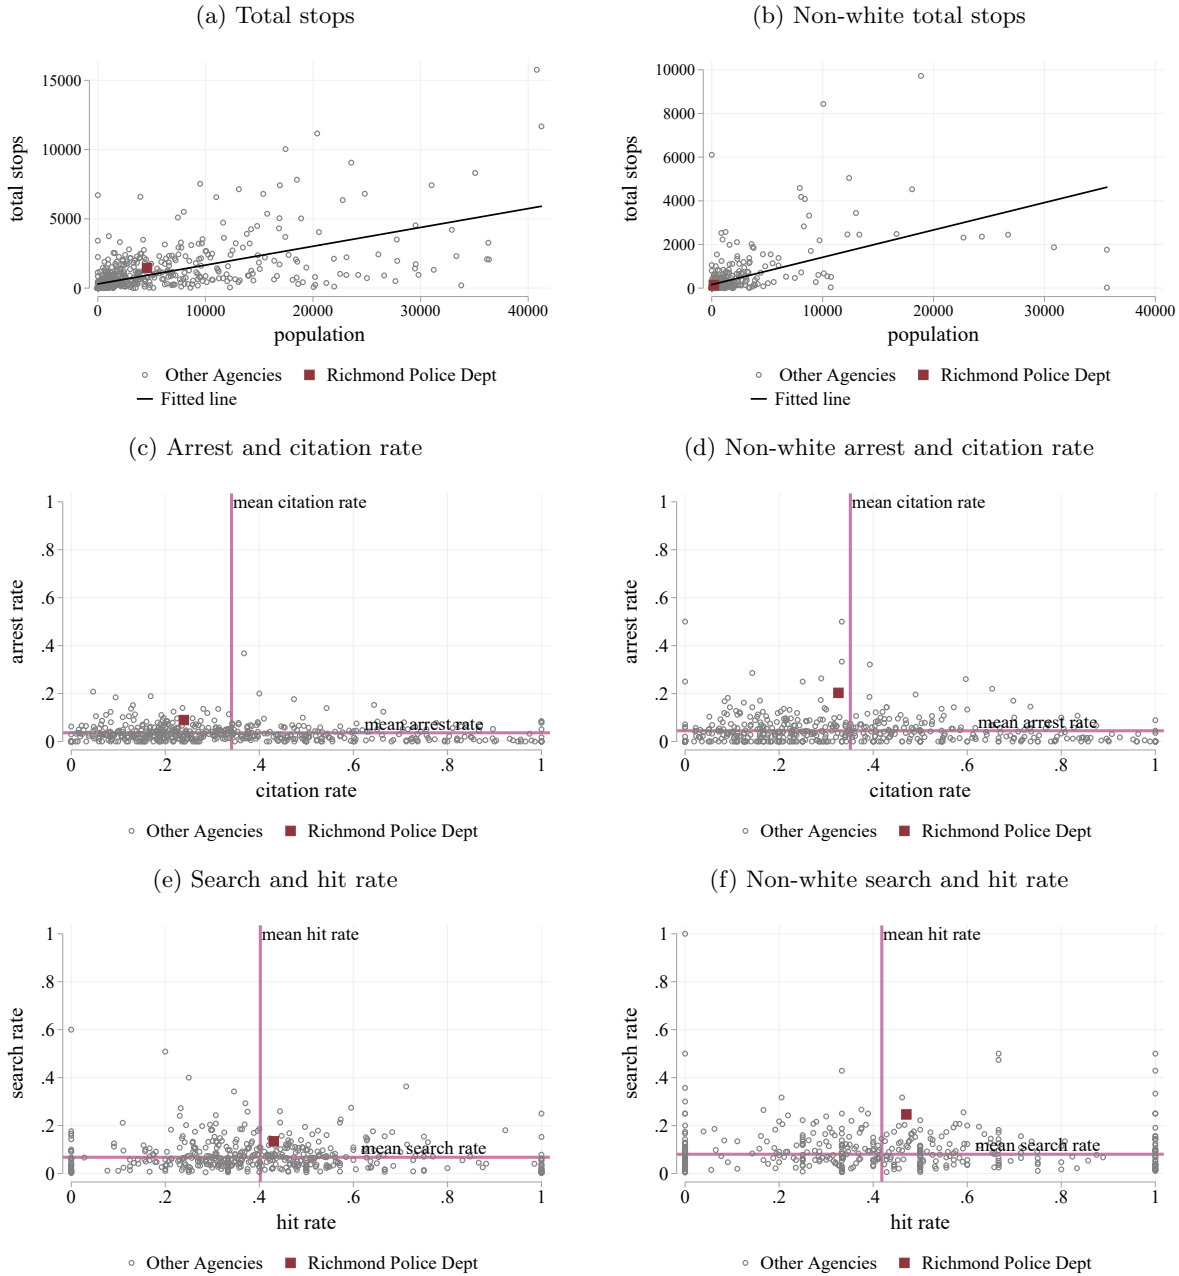 (a) Total stops
(b) Non-white total stops
total stops
15000
10000
5000
0
0 10000 20000 30000 40000
population
Other Agencies Richmond Police Dept
Fitted line
total stops
10000
8000
6000
4000
2000
0
0 10000 20000 30000 40000
population
Other Agencies Richmond Police Dept
Fitted line
(c) Arrest and citation rate
(d) Non-white arrest and citation rate
arrest rate
1
.8
.6
.4
.2
0
mean citation rate
mean arrest rate
0 .2 .4 .6 .8 1
citation rate
Other Agencies Richmond Police Dept
arrest rate
1
.8
.6
.4
.2
0
mean citation rate
mean arrest rate
0 .2 .4 .6 .8 1
citation rate
Other Agencies Richmond Police Dept
(e) Search and hit rate
(f) Non-white search and hit rate
search rate
1
.8
.6
.4
.2
0
mean hit rate
mean search rate
0 .2 .4 .6 .8 1
hit rate
Other Agencies Richmond Police Dept
search rate
1
.8
.6
.4
.2
0
mean hit rate
mean search rate
0 .2 .4 .6 .8 1
hit rate
Other Agencies Richmond Police Dept